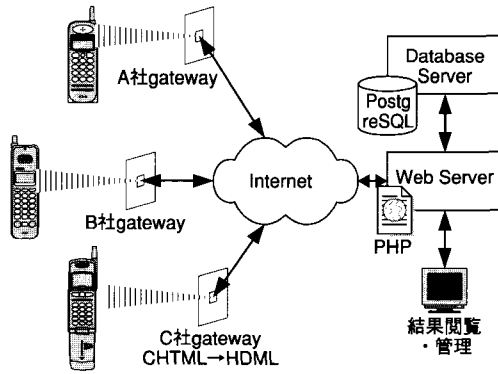 A社gateway
Database
Server
Postg
reSQL
Internet
Web Server
B社gateway
PHP
C社gateway
CHTML→HDML
結果閲覧
・管理